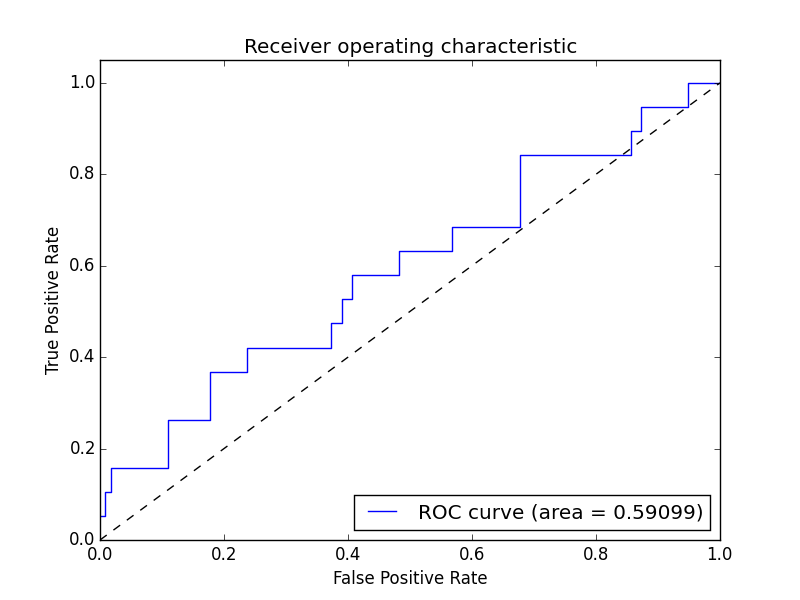 Receiver operating characteristic
1.0
0.8
0.6
0.4
0.2
0.0
True Positive Rate
ROC curve (area = 0.59099)
0.0 0.2 0.4 0.6 0.8 1.0
False Positive Rate